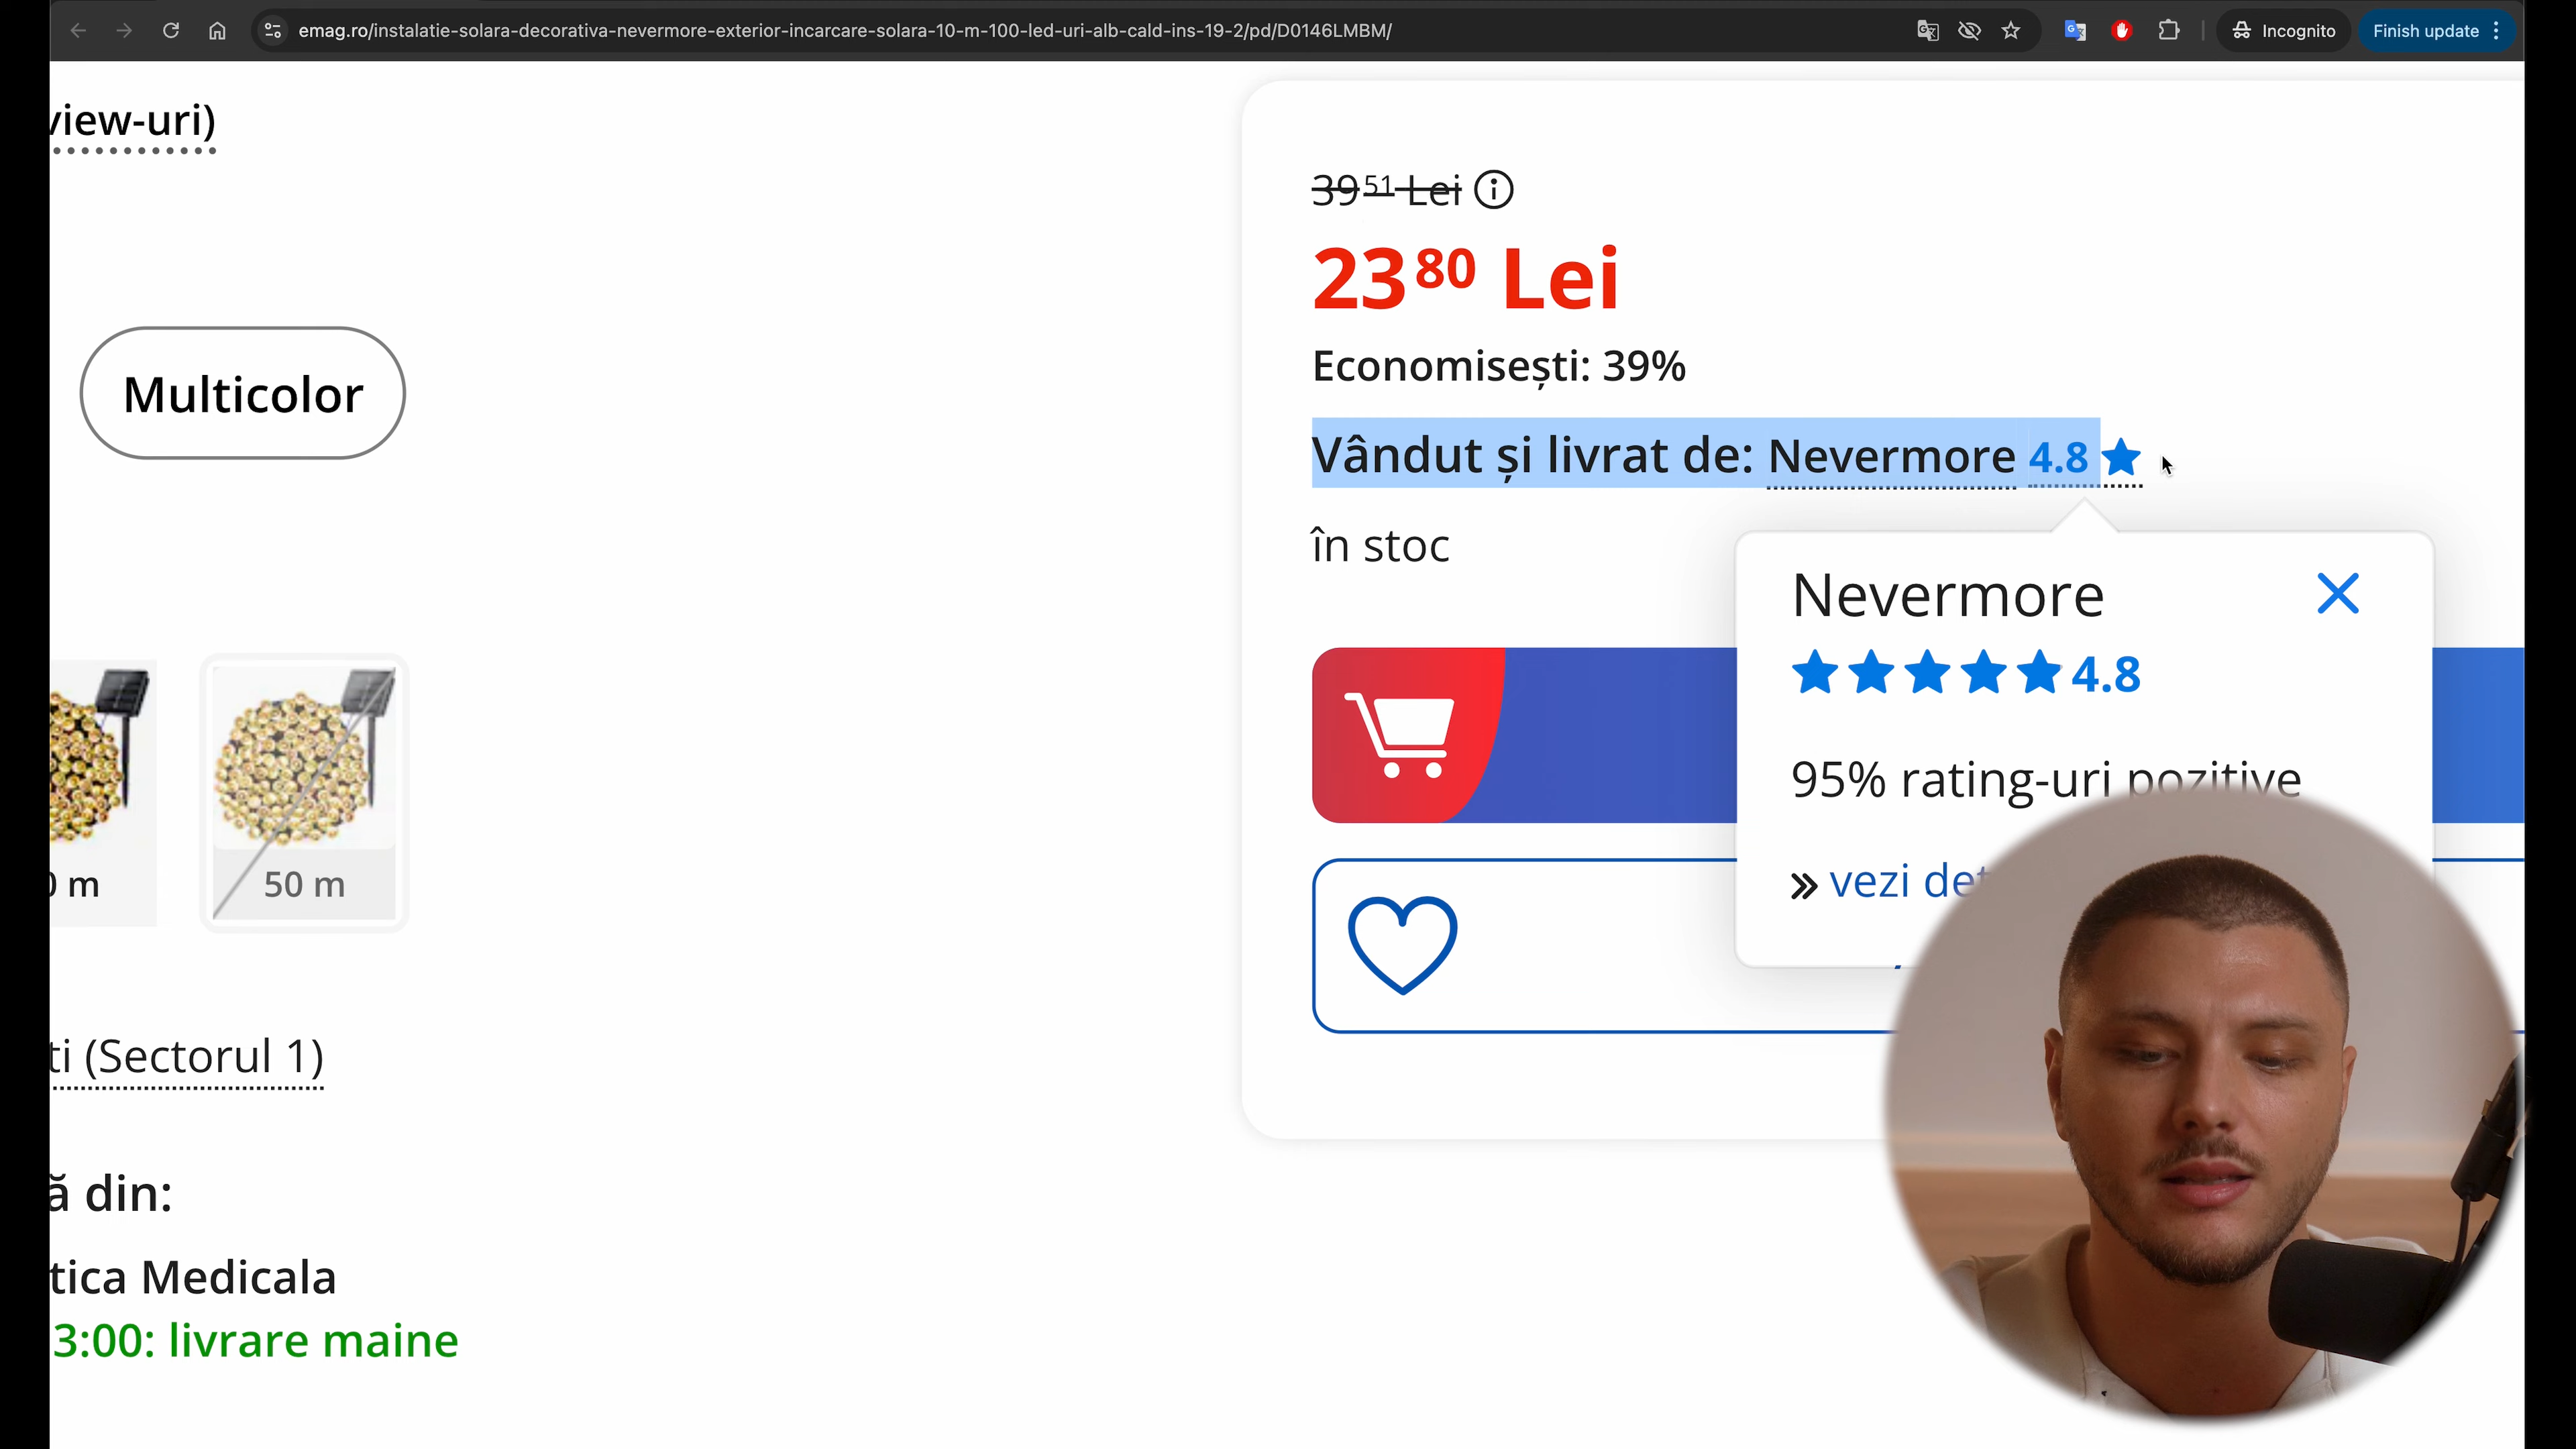 emag.ro/instalatie-solara-decorativa-nevermore-exterior-incarcare-solara-10-m-100-led-uri-alb-cald-ins-19-2/pd/D0146LMBM/
Incognito
Finish update
view-uri)
Multicolor
0 m
50 m
ti (Sectorul 1)
ă din:
tica Medicala
3:00: livrare maine
39 51 Lei
23 80 Lei
Economisești: 39%
Vândut și livrat de: Nevermore 4.8
în stoc
Nevermore
4.8
95% rating-uri pozitive
» vezi